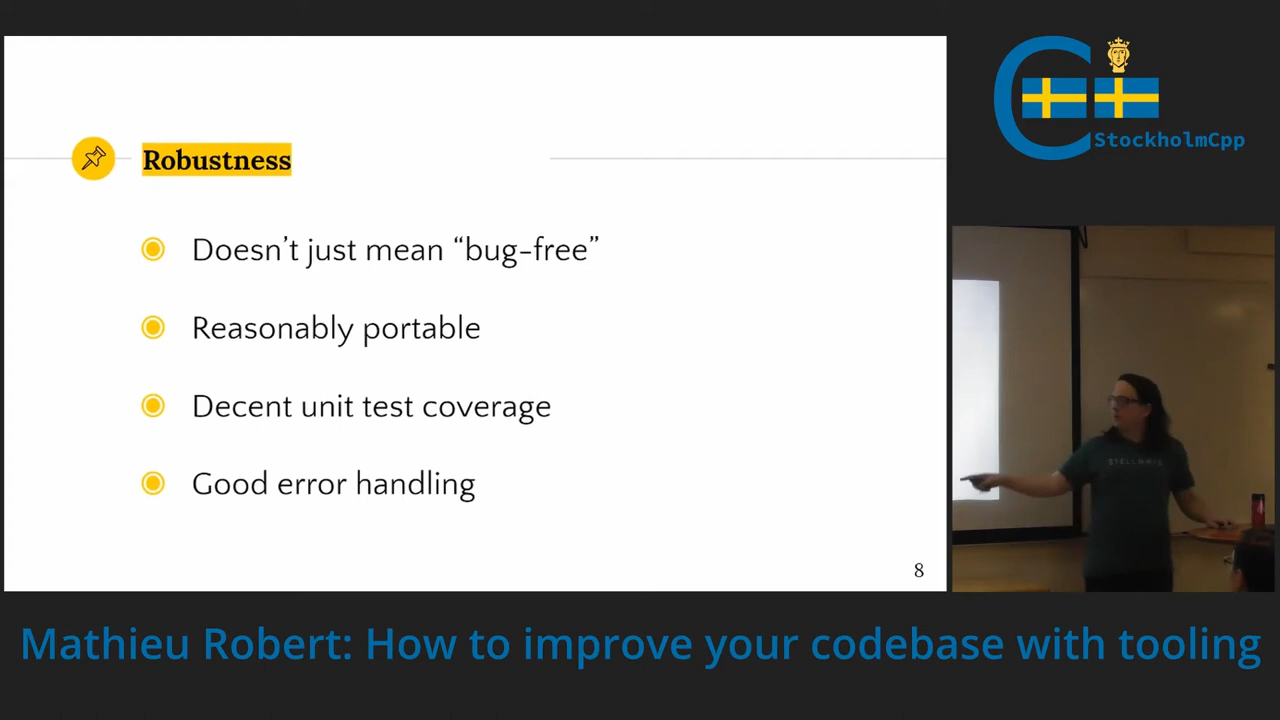 Robustness
Doesn’t just mean “bug-free”
Reasonably portable
Decent unit test coverage
Good error handling
8
StockholmCpp
STELLARIS
Mathieu Robert: How to improve your codebase with tooling